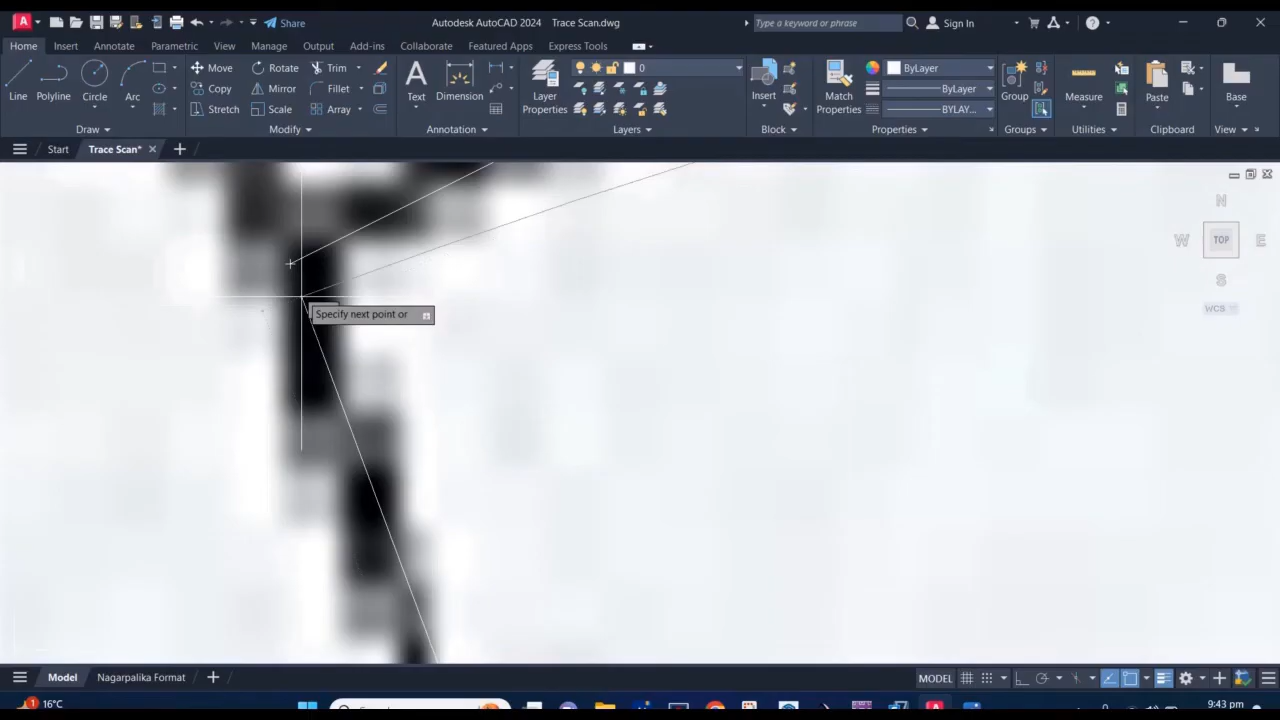 A Share Autodesk AutoCAD 2024 Trace Scan.dwg Type a keyword or phrase Sign In
Home Insert Annotate Parametric View Manage Output Add-ins Collaborate Featured Apps Express Tools
Line Polyline Circle Arc
Move Rotate Trim
Copy Mirror Fillet
Stretch Scale Array
Text Dimension
Layer Properties
0
Insert
Match Properties
ByLayer
ByLayer
BYLAY...
Group
Measure
Paste
Base
Draw Modify Annotation Layers Block Properties Groups Utilities Clipboard View
Start Trace Scan*
N
W TOP E
S
WCS
Specify next point or
Model Nagarpalika Format MODEL
1 16°C 9:43 pm